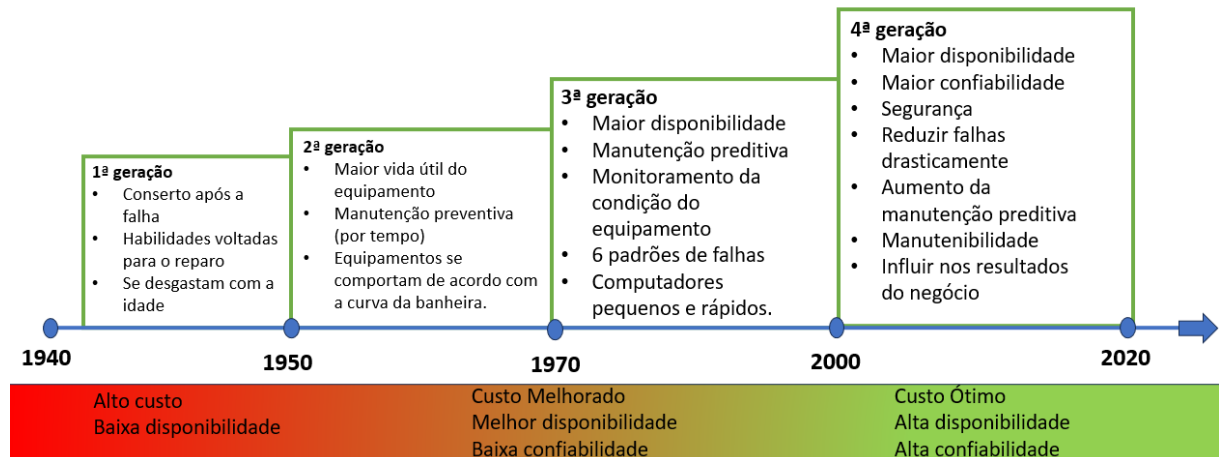 1ª geração
• Conserto após a
falha
• Habilidades voltadas
para o reparo
• Se desgastam com a
idade
2ª geração
• Maior vida útil do
equipamento
• Manutenção preventiva
(por tempo)
• Equipamentos se
comportam de acordo com
a curva da banheira.
3ª geração
• Maior disponibilidade
• Manutenção preditiva
• Monitoramento da
condição do
equipamento
• 6 padrões de falhas
• Computadores
pequenos e rápidos.
4ª geração
• Maior disponibilidade
• Maior confiabilidade
• Segurança
• Reduzir falhas
drasticamente
• Aumento da
manutenção preditiva
• Manutenibilidade
• Influir nos resultados
do negócio
1940
1950
1970
2000
2020
Alto custo
Baixa disponibilidade
Custo Melhorado
Melhor disponibilidade
Baixa confiabilidade
Custo Ótimo
Alta disponibilidade
Alta confiabilidade